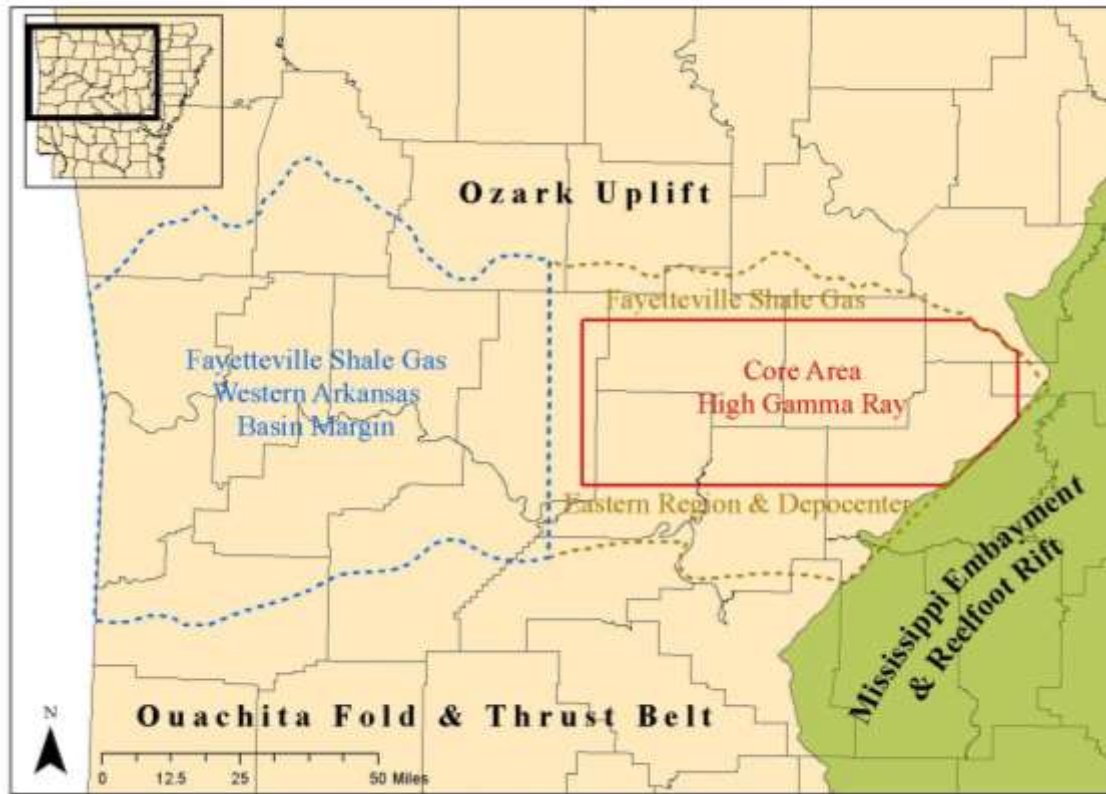 Ozark Uplift
Fayetteville Shale Gas
Fayetteville Shale Gas
Western Arkansas
Basin Margin
Core Area
High Gamma Ray
Eastern Region & Depocenter
Mississippi Embayment
& Reelfoot Rift
Ouachita Fold & Thrust Belt
N
0 12.5 25 50 Miles